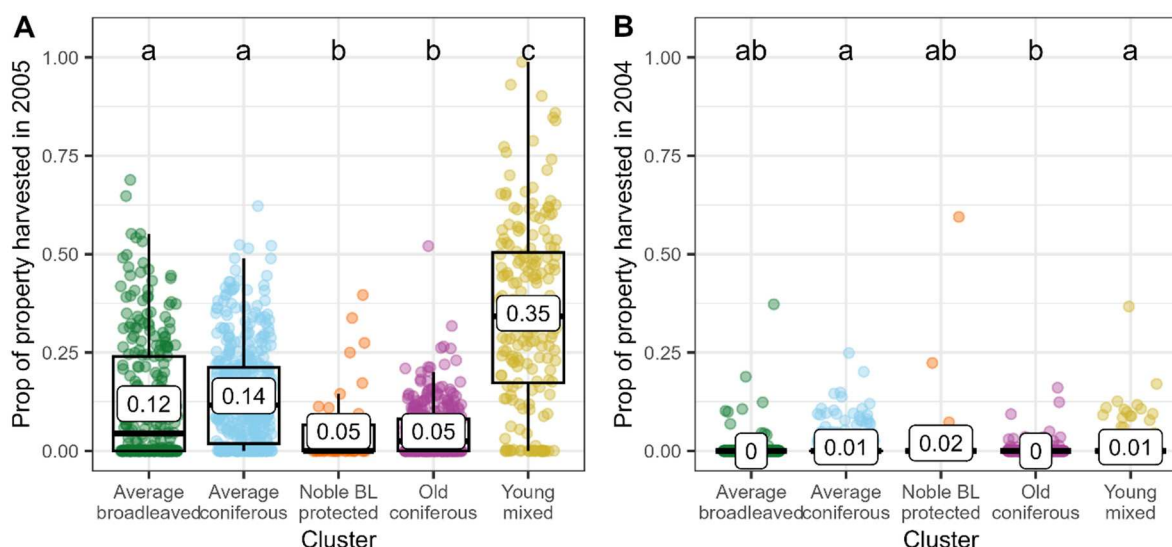 A
Prop of property harvested in 2005
1.00
0.75
0.50
0.25
0.00
a a b b c
0.12 0.14 0.05 0.05 0.35
Average Average Noble BL Old Young
broadleaved coniferous protected coniferous mixed
Cluster
B
Prop of property harvested in 2004
1.00
0.75
0.50
0.25
0.00
ab a ab b a
0 0.01 0.02 0 0.01
Average Average Noble BL Old Young
broadleaved coniferous protected coniferous mixed
Cluster